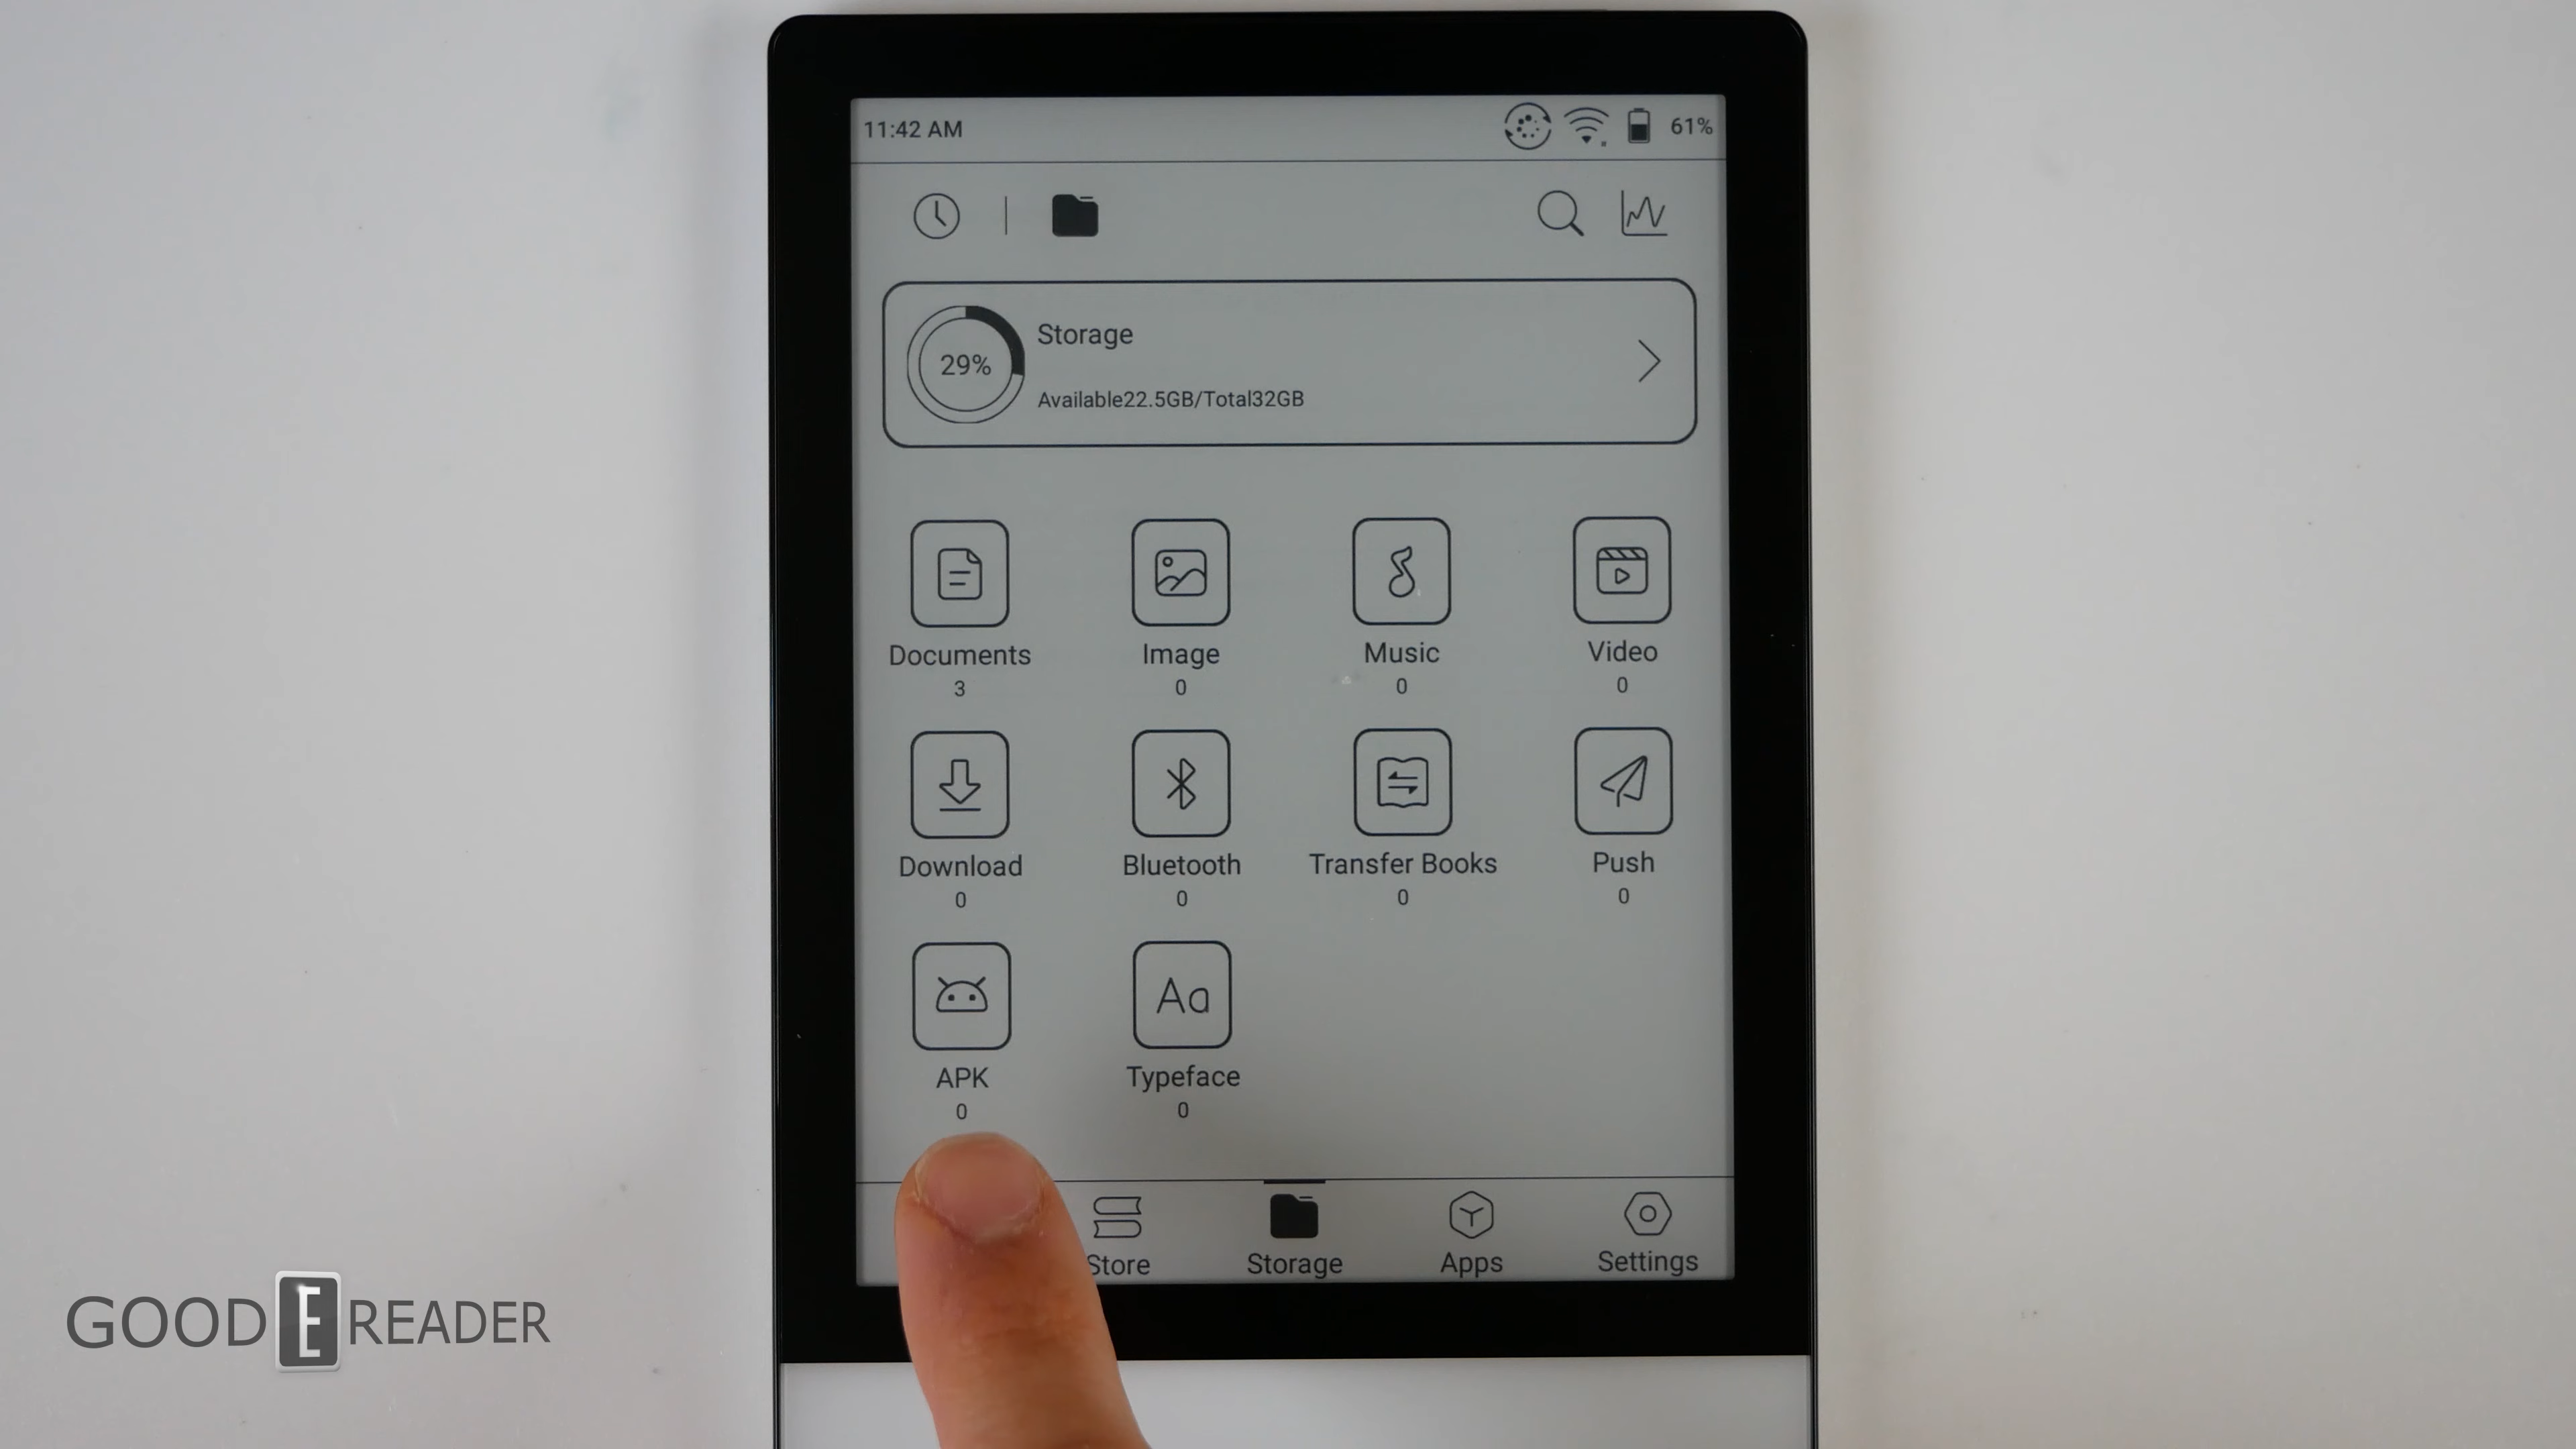 11:42 AM 61%
Storage
29%
Available22.5GB/Total32GB
Documents Image Music Video
3 0 0 0
Download Bluetooth Transfer Books Push
0 0 0 0
Aa
APK Typeface
0 0
Store Storage Apps Settings
GOOD E READER